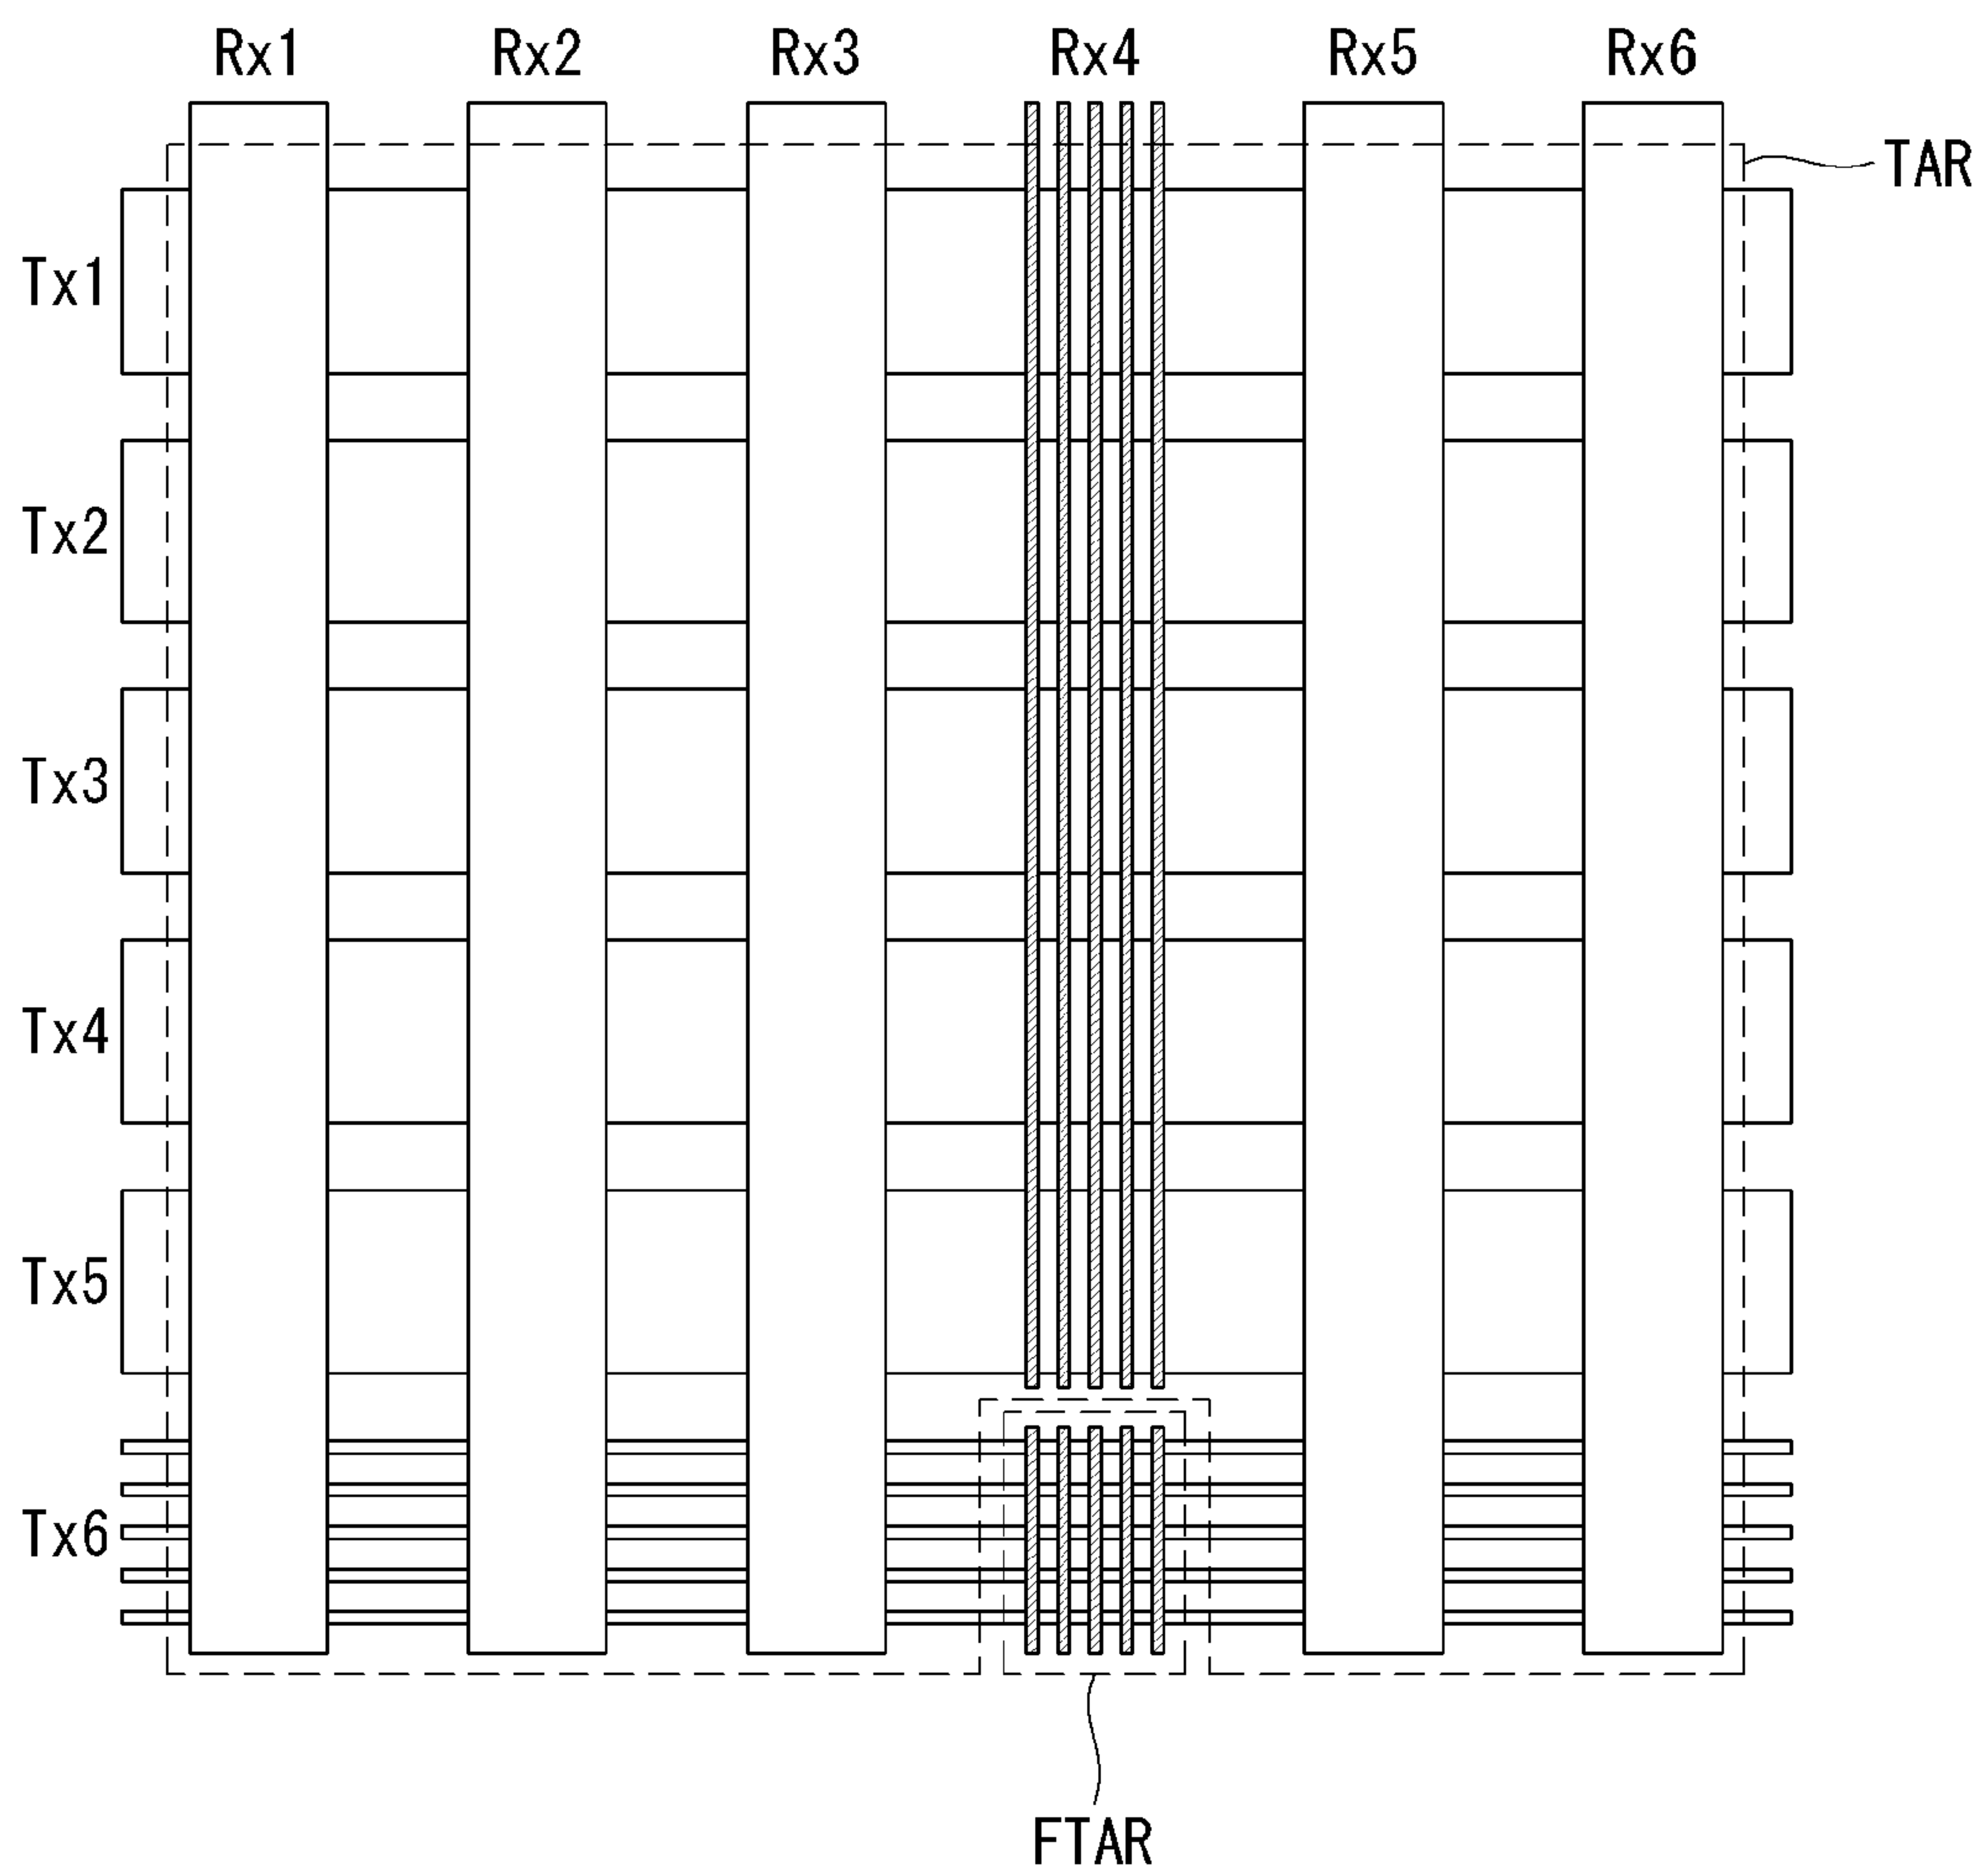 Rx1 Rx2 Rx3 Rx4 Rx5 Rx6
TAR
Tx1
Tx2
Tx3
Tx4
Tx5
Tx6
FTAR